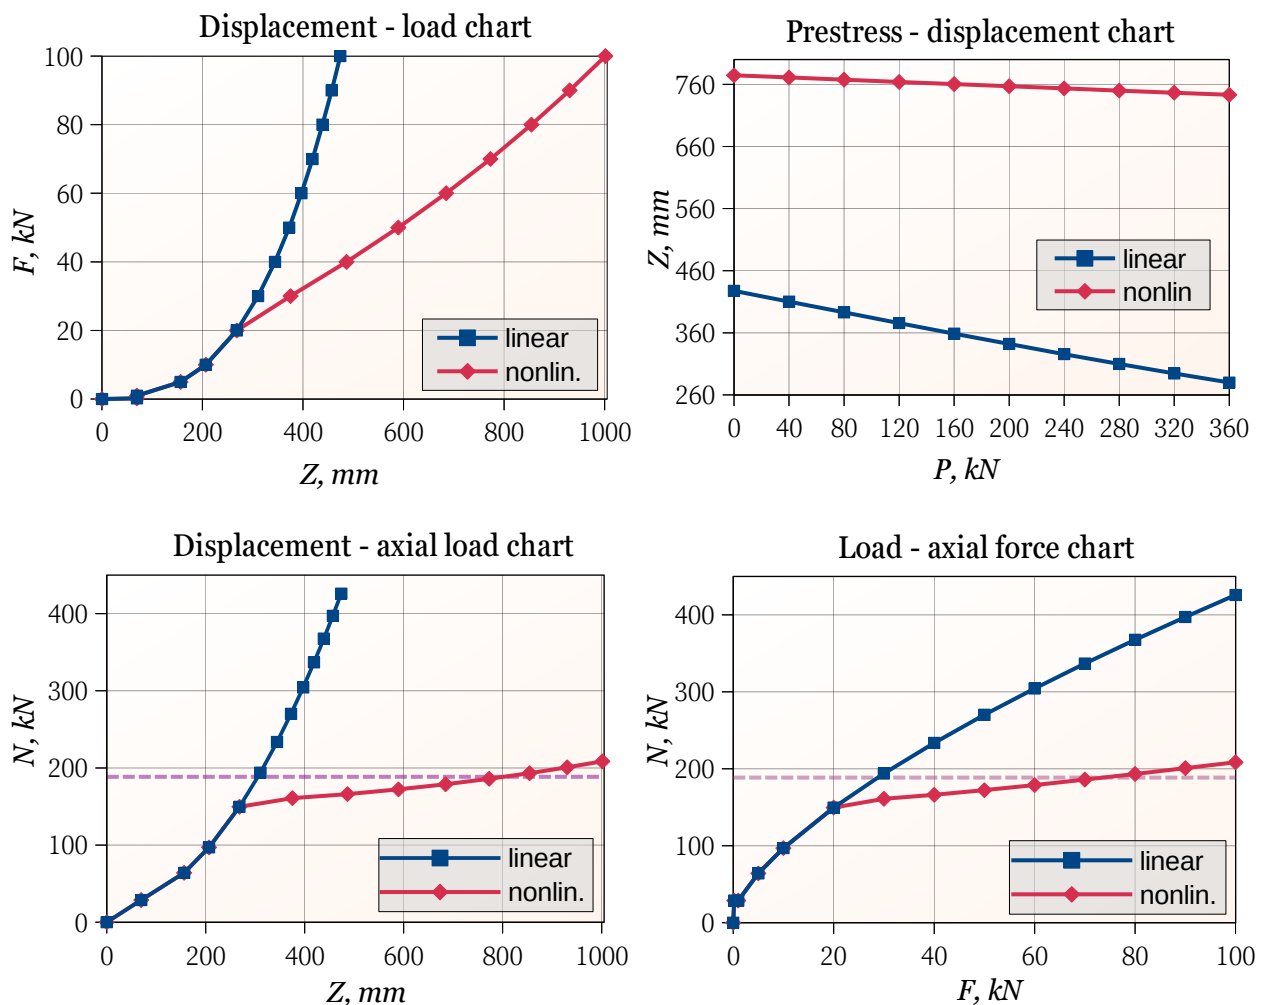 Displacement - load chart
100
80
60
40
20
0
F, kN
0 200 400 600 800 1000
Z, mm
linear
nonlin.
Prestress - displacement chart
760
660
560
460
360
260
Z, mm
0 40 80 120 160 200 240 280 320 360
P, kN
linear
nonlin
Displacement - axial load chart
400
300
200
100
0
N, kN
0 200 400 600 800 1000
Z, mm
linear
nonlin.
Load - axial force chart
400
300
200
100
0
N, kN
0 20 40 60 80 100
F, kN
linear
nonlin.